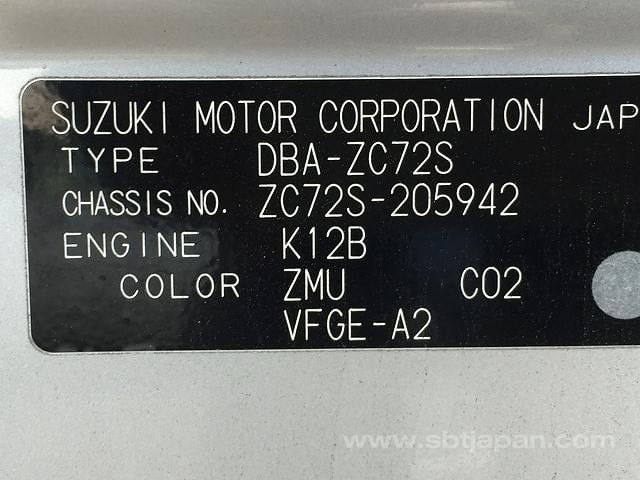 SUZUKI MOTOR CORPORATION JAP
TYPE DBA-ZC72S
CHASSIS NO. ZC72S-205942
ENGINE K12B
COLOR ZMU C02
VFGE-A2
www.sbtjapan.com